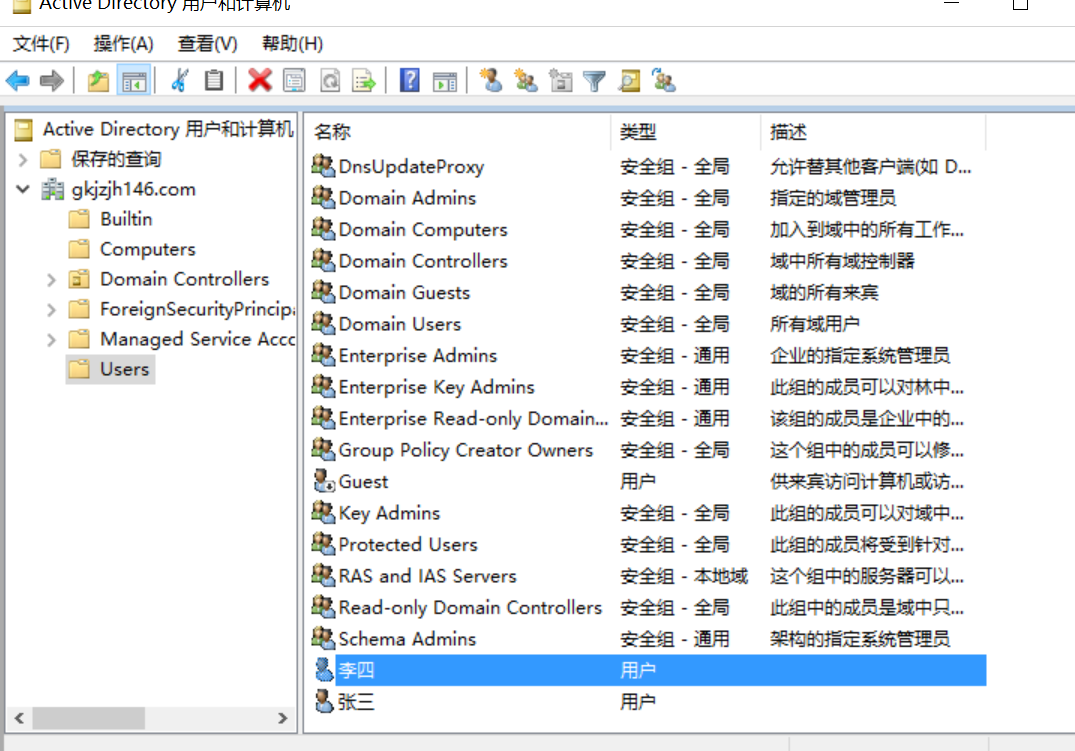 Active Directory 用户和计算机
文件(F) 操作(A) 查看(V) 帮助(H)
Active Directory 用户和计算机
保存的查询
gkjzjh146.com
Builtin
Computers
Domain Controllers
ForeignSecurityPrincipa
Managed Service Acco
Users
名称 类型 描述
DnsUpdateProxy 安全组 - 全局 允许替其他客户端(如 D...
Domain Admins 安全组 - 全局 指定的域管理员
Domain Computers 安全组 - 全局 加入到域中的所有工作...
Domain Controllers 安全组 - 全局 域中所有域控制器
Domain Guests 安全组 - 全局 域的所有来宾
Domain Users 安全组 - 全局 所有域用户
Enterprise Admins 安全组 - 通用 企业的指定系统管理员
Enterprise Key Admins 安全组 - 通用 此组的成员可以对林中...
Enterprise Read-only Domain... 安全组 - 通用 该组的成员是企业中的...
Group Policy Creator Owners 安全组 - 全局 这个组中的成员可以修...
Guest 用户 供来宾访问计算机或访...
Key Admins 安全组 - 全局 此组的成员可以对域中...
Protected Users 安全组 - 全局 此组的成员将受到针对...
RAS and IAS Servers 安全组 - 本地域 这个组中的服务器可以...
Read-only Domain Controllers 安全组 - 全局 此组中的成员是域中只...
Schema Admins 安全组 - 通用 架构的指定系统管理员
李四 用户
张三 用户